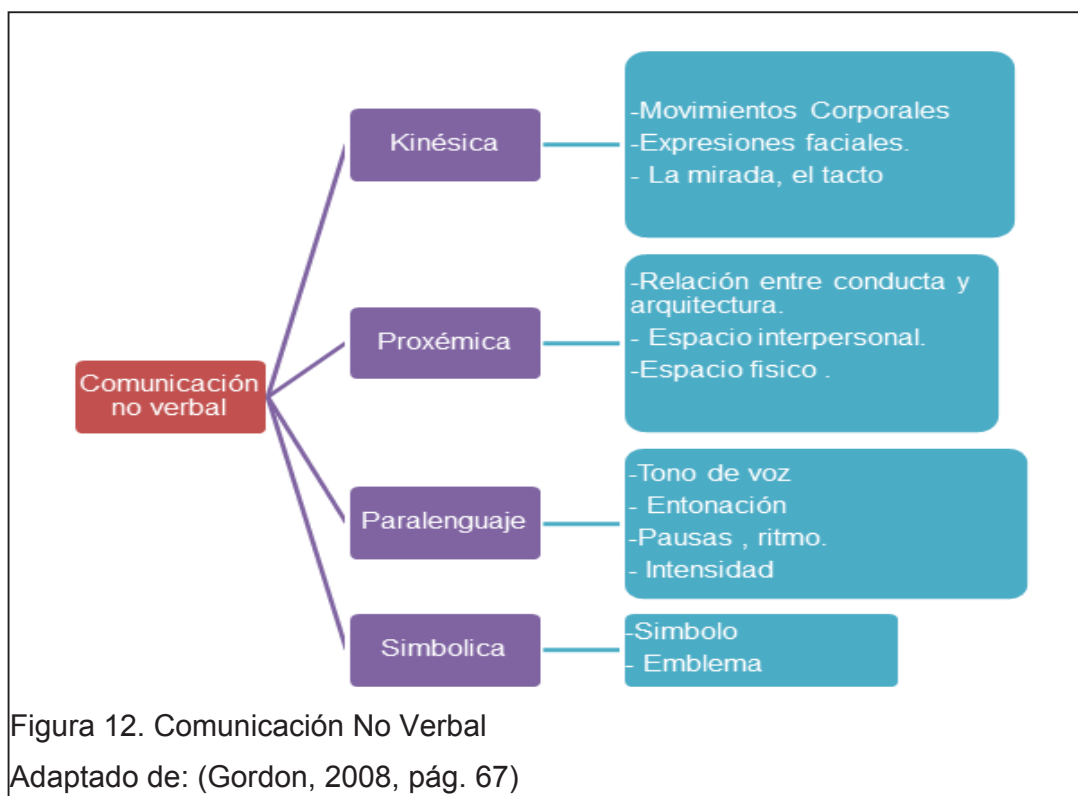 Comunicación
no verbal
Kinésica
-Movimientos Corporales
-Expresiones faciales.
- La mirada, el tacto
Proxémica
-Relación entre conducta y
arquitectura.
- Espacio interpersonal.
-Espacio fisico .
Paralenguaje
-Tono de voz
- Entonación
-Pausas , ritmo.
- Intensidad
Simbolica
-Simbolo
- Emblema
Figura 12. Comunicación No Verbal
Adaptado de: (Gordon, 2008, pág. 67)